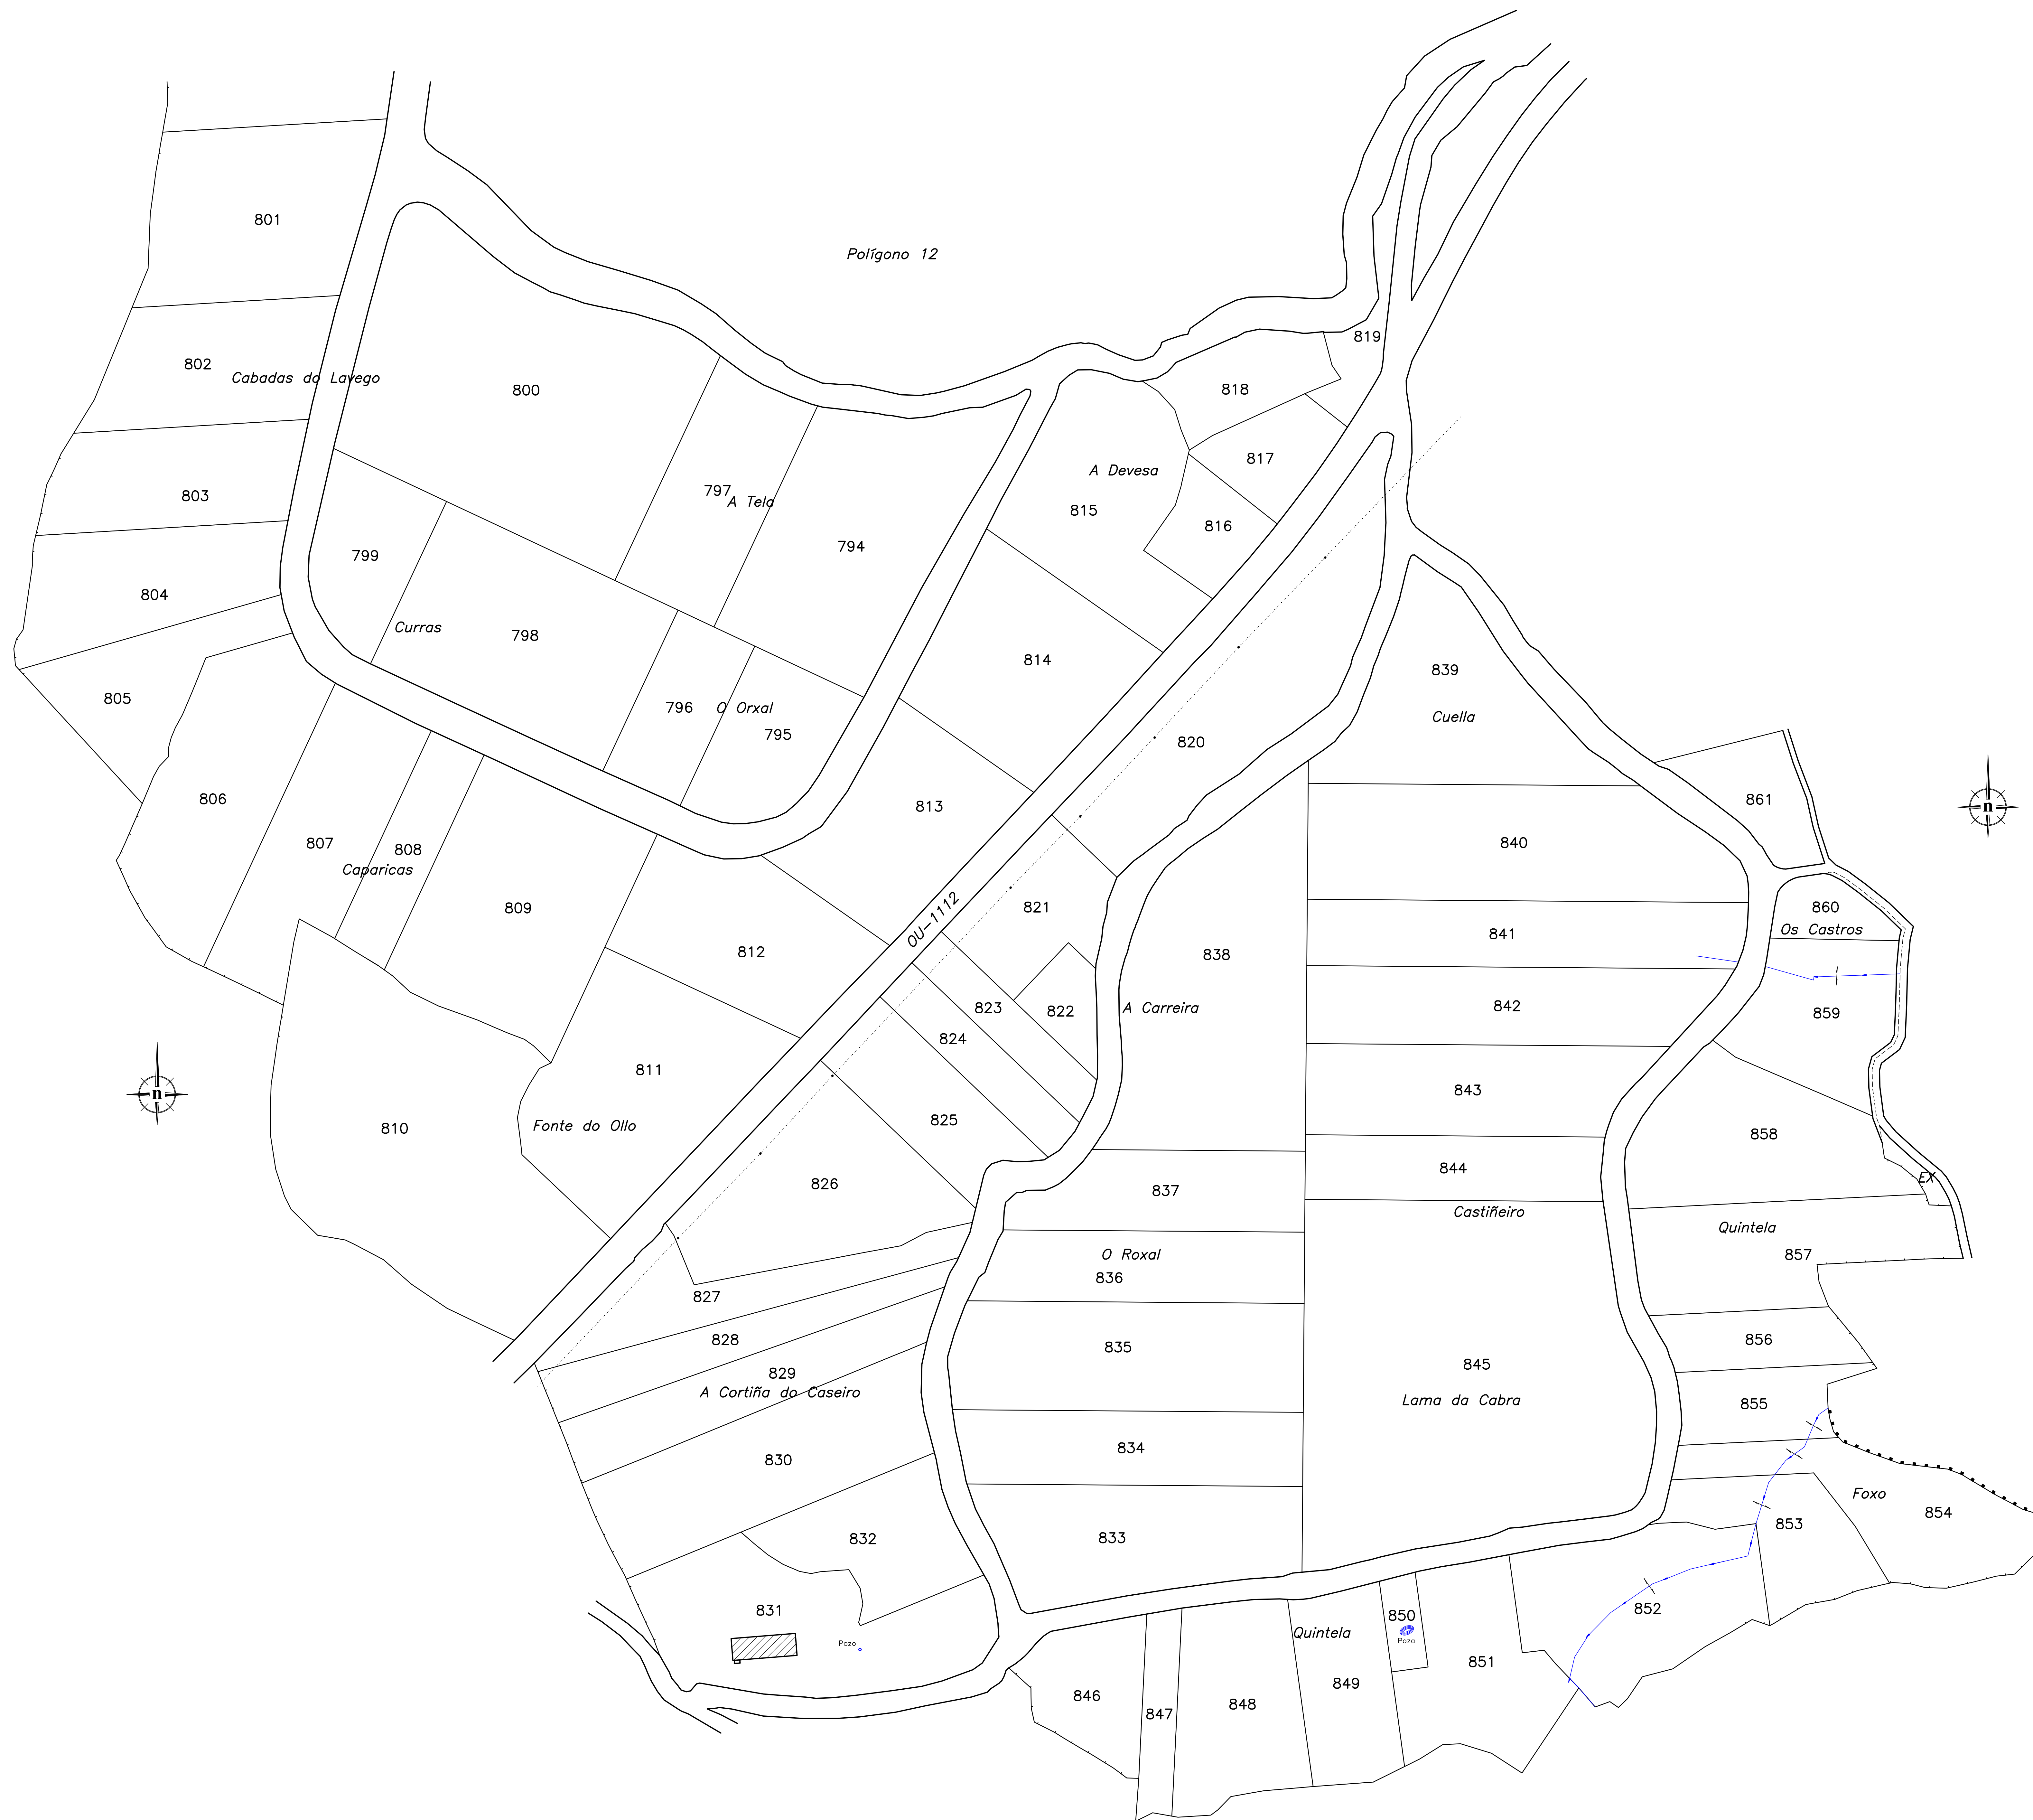 801
Polígono 12
819
802
Cabadas do Lavego
800
818
817
A Devesa
797
A Tela
803
815
816
794
799
804
Curras
798
814
839
805
796
O Orxal
795
Cuella
820
806
813
861
807
808
840
Caparicas
809
821
860
OU-1112
Os Castros
841
812
838
823
822
A Carreira
842
859
n
824
n
811
843
825
810
Fonte do Ollo
858
844
EX
826
837
Castiñeiro
Quintela
O Roxal
857
836
827
828
856
835
845
829
A Cortiña do Caseiro
Lama da Cabra
855
834
830
Foxo
854
853
832
833
831
852
850
Pozo
Quintela
Poza
851
849
846
848
847